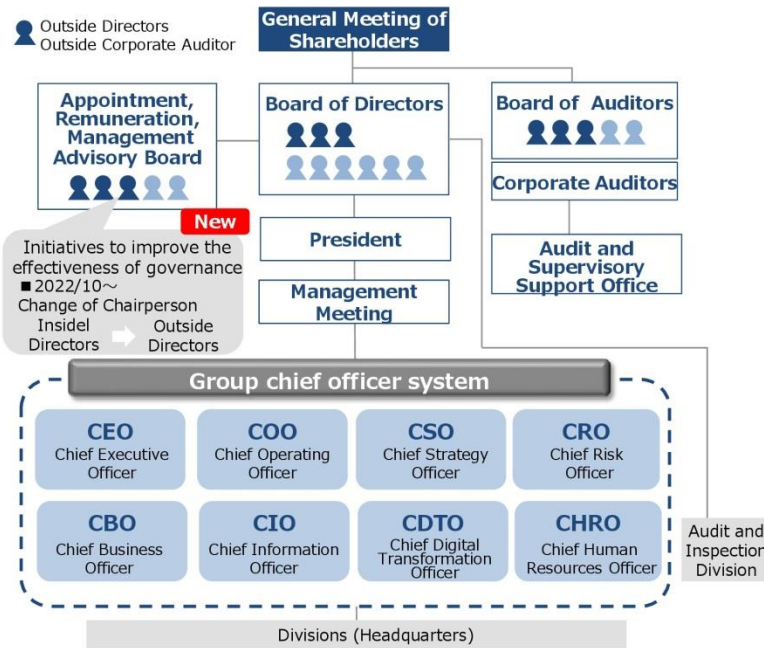 Outside Directors
Outside Corporate Auditor
General Meeting of
Shareholders
Appointment,
Remuneration,
Management
Advisory Board
Board of Directors
Board of Auditors
Corporate Auditors
New
Initiatives to improve the
effectiveness of governance
■ 2022/10～
Change of Chairperson
Insidel
Directors
Outside
Directors
President
Audit and
Supervisory
Support Office
Management
Meeting
Group chief officer system
CEO
Chief Executive
Officer
COO
Chief Operating
Officer
CSO
Chief Strategy
Officer
CRO
Chief Risk
Officer
CBO
Chief Business
Officer
CIO
Chief Information
Officer
CDTO
Chief Digital
Transformation
Officer
CHRO
Chief Human
Resources Officer
Audit and
Inspection
Division
Divisions (Headquarters)